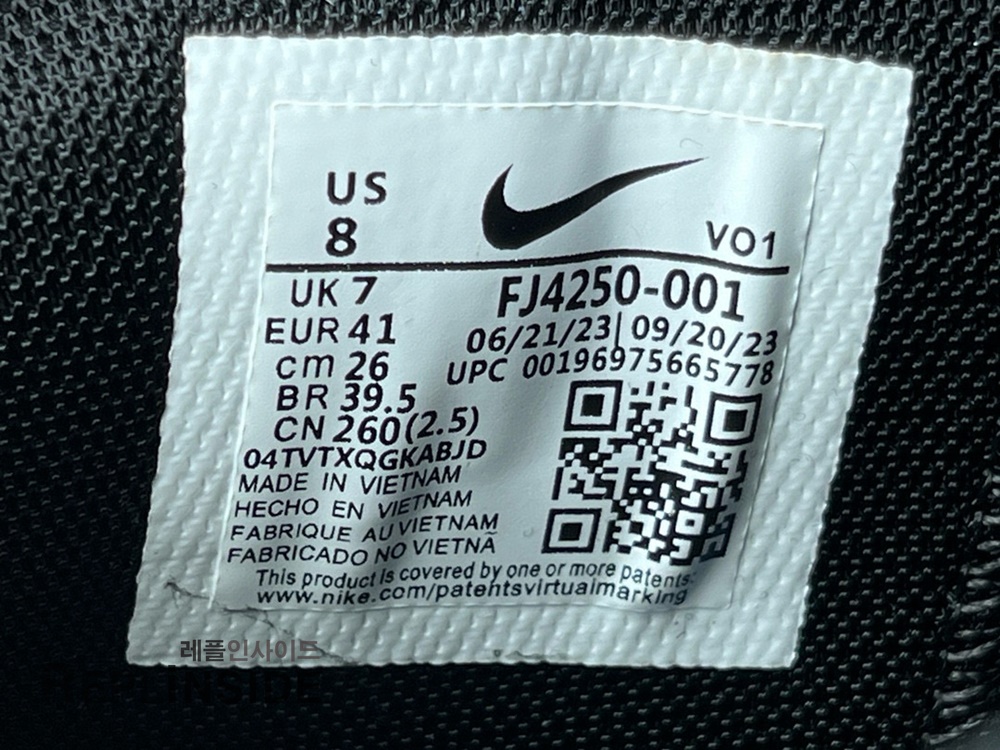 US
8
VO1
UK 7
FJ4250-001
EUR 41
06/21/23| 09/20/23
cm 26
UPC 00196975665778
BR 39.5
CN 260(2.5)
04TVTXQGKABJD
MADE IN VIETNAM
HECHO EN VIETNAM
FABRIQUE AU VIETNAM
FABRICADO NO VIETNÃ
This product is covered by one or more patents:
www.nike.com/patentsvirtualmarking
레플인사이드
INSIDE